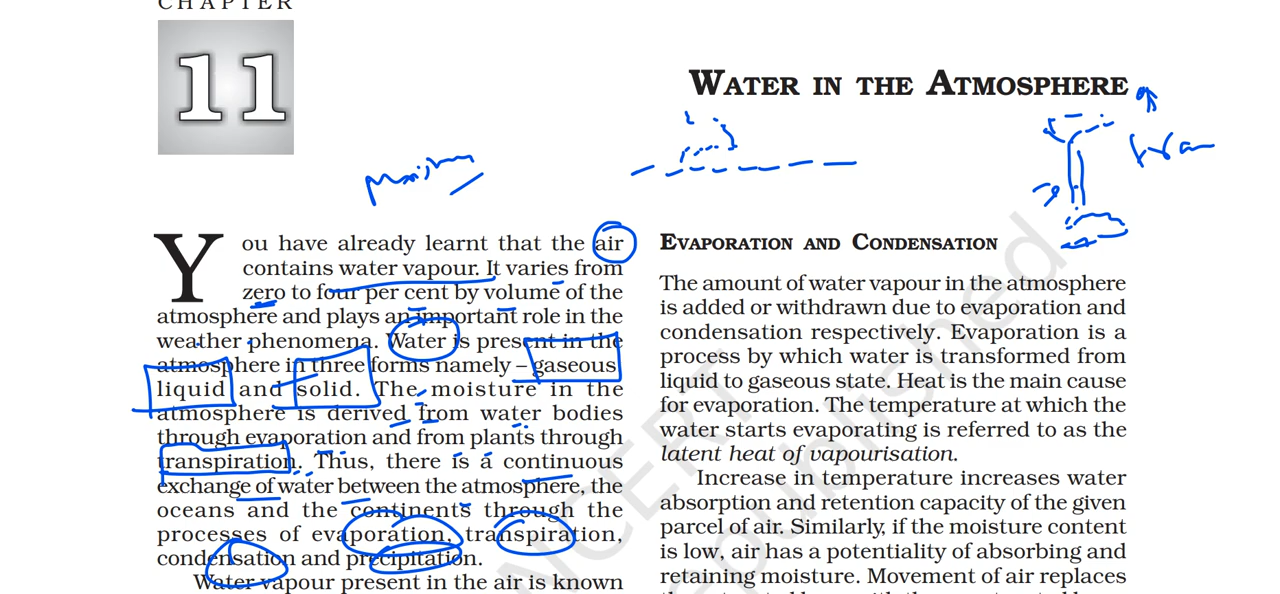 CHAPTER
11
WATER IN THE ATMOSPHERE
You have already learnt that the air
contains water vapour. It varies from
zero to four per cent by volume of the
atmosphere and plays an important role in the
weather phenomena. Water is present in the
atmosphere in three forms namely – gaseous
liquid and solid. The moisture in the
atmosphere is derived from water bodies
through evaporation and from plants through
transpiration. Thus, there is a continuous
exchange of water between the atmosphere, the
oceans and the continents through the
processes of evaporation, transpiration,
condensation and precipitation.
Water vapour present in the air is known
EVAPORATION AND CONDENSATION
The amount of water vapour in the atmosphere
is added or withdrawn due to evaporation and
condensation respectively. Evaporation is a
process by which water is transformed from
liquid to gaseous state. Heat is the main cause
for evaporation. The temperature at which the
water starts evaporating is referred to as the
latent heat of vapourisation.
Increase in temperature increases water
absorption and retention capacity of the given
parcel of air. Similarly, if the moisture content
is low, air has a potentiality of absorbing and
retaining moisture. Movement of air replaces
NCERT
republished